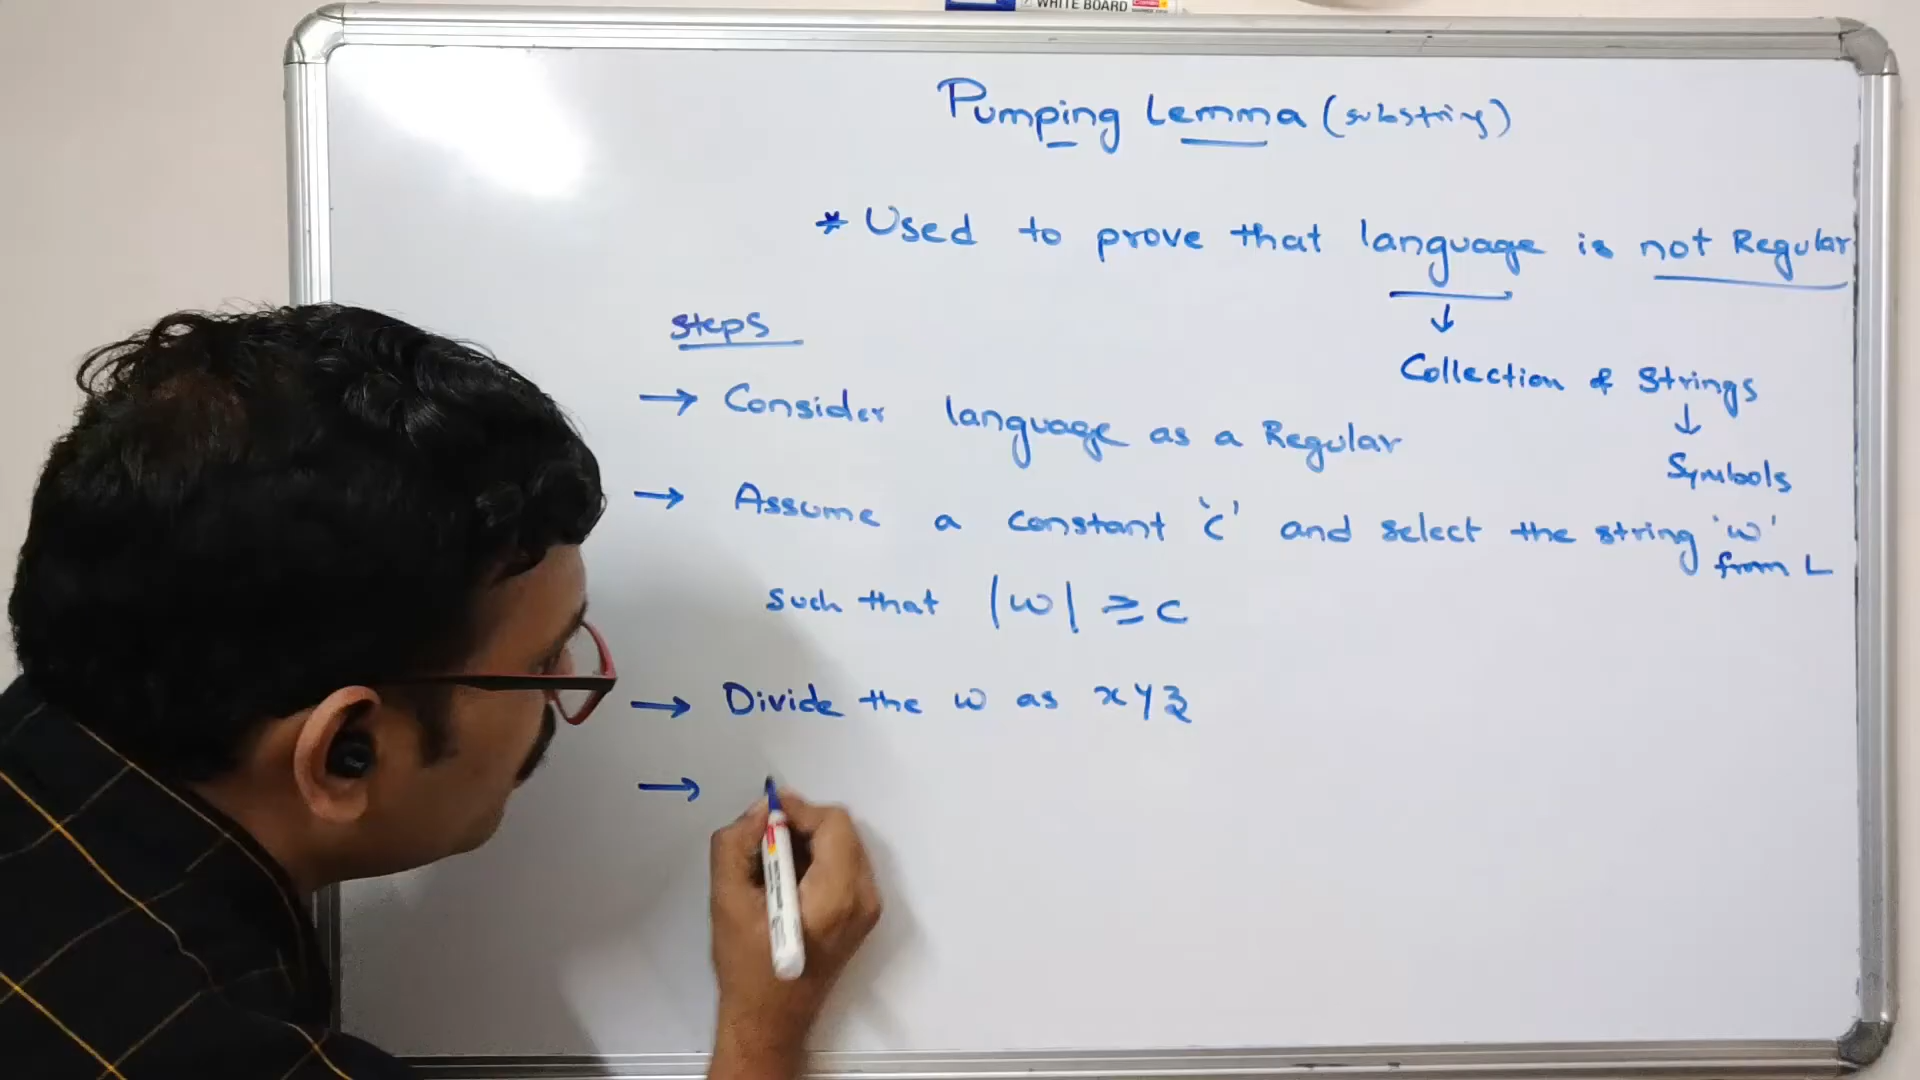 WHITE BOARD
Pumping Lemma (substring)
* Used to prove that language is not Regular
↓
Collection of Strings
↓
Symbols
Steps
→ Consider language as a Regular
→ Assume a constant 'c' and select the string 'w'
from L
such that |w| ≥ c
→ Divide the w as xyz
→